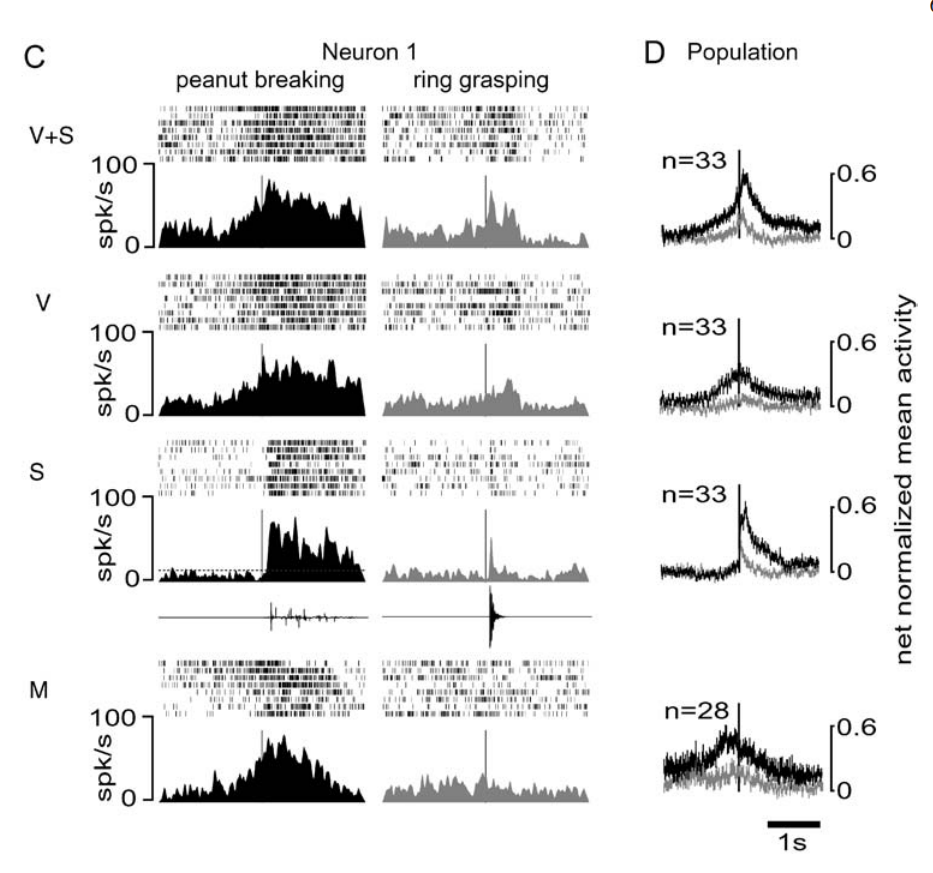 C
Neuron 1
peanut breaking ring grasping
D Population
V+S
100
spk/s
0
n=33
0.6
0
V
100
spk/s
0
n=33
0.6
0
S
100
spk/s
0
n=33
0.6
0
M
100
spk/s
0
n=28
0.6
0
net normalized mean activity
1s